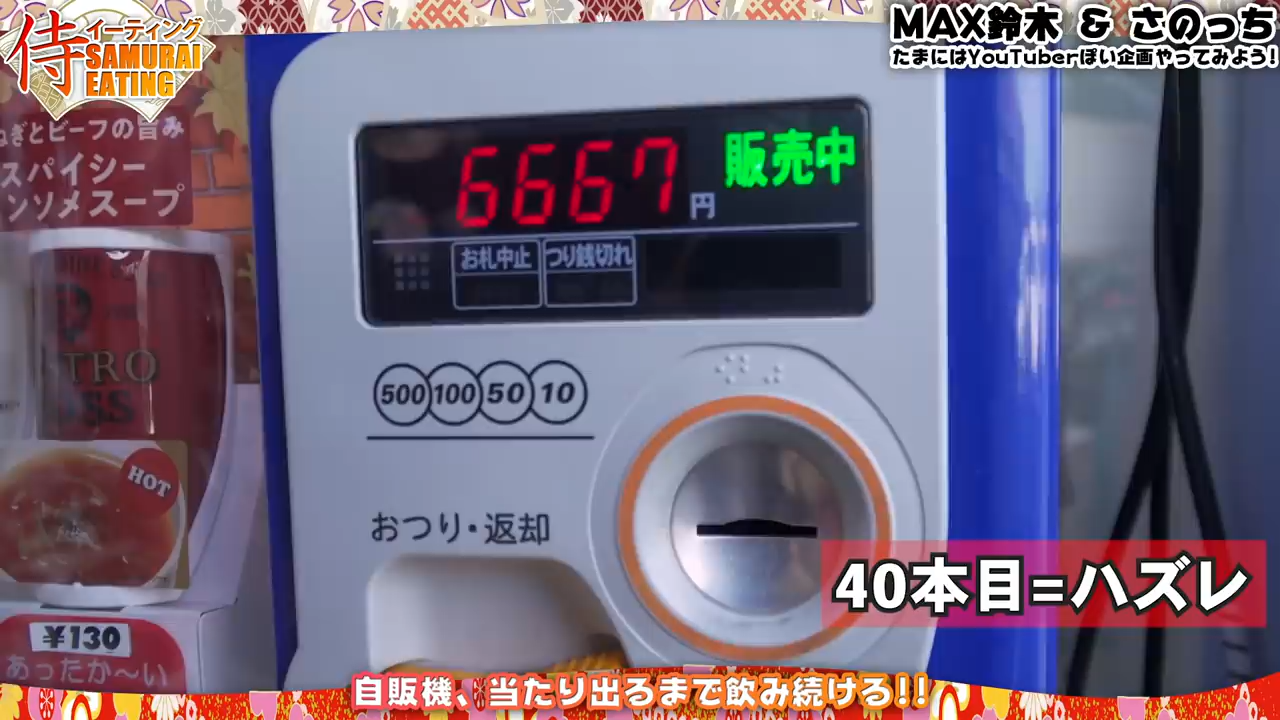 侍イーティング
SAMURAI
EATING
MAX鈴木 & さのっち
たまにはYouTuberぽい企画やってみよう!
ねぎとビーフの旨み
スパイシー
ンソメスープ
6667円
販売中
お札中止
つり銭切れ
500 100 50 10
おつり・返却
HOT
¥130
あったか〜い
40本目=ハズレ
自販機、当たり出るまで飲み続ける!!